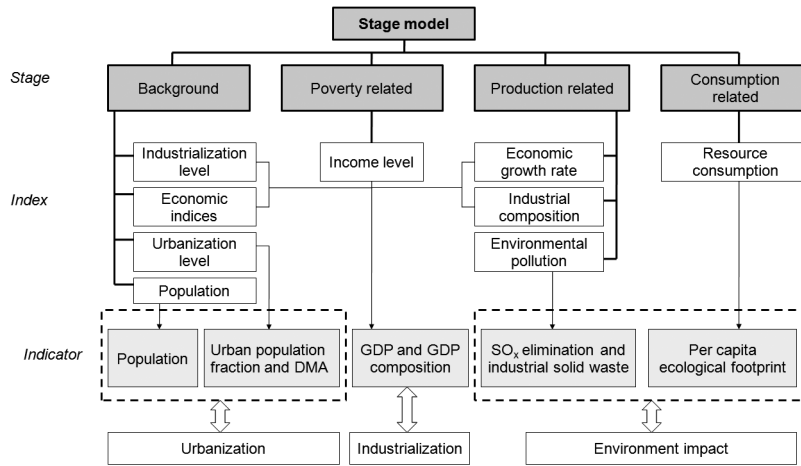 Stage model
Stage
Background
Poverty related
Production related
Consumption
related
Index
Industrialization
level
Economic
indices
Urbanization
level
Population
Income level
Economic
growth rate
Industrial
composition
Environmental
pollution
Resource
consumption
Indicator
Population
Urban population
fraction and DMA
GDP and GDP
composition
SOx elimination and
industrial solid waste
Per capita
ecological footprint
Urbanization
Industrialization
Environment impact